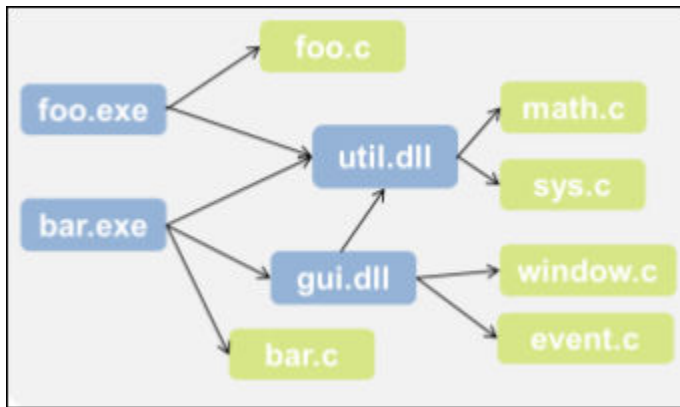 foo.c
foo.exe
math.c
util.dll
sys.c
bar.exe
window.c
gui.dll
event.c
bar.c